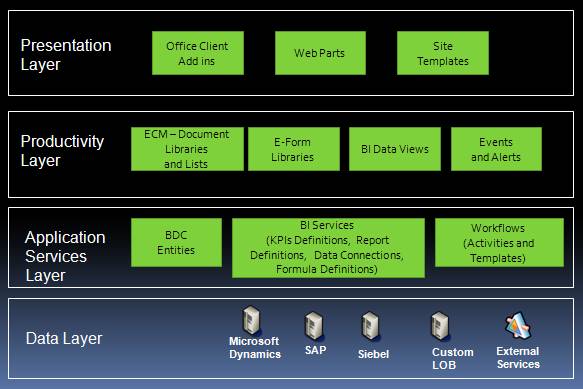 Presentation
Layer
Office Client
Add ins
Web Parts
Site
Templates
Productivity
Layer
ECM – Document
Libraries
and Lists
E-Form
Libraries
BI Data Views
Events
and Alerts
Application
Services
Layer
BDC
Entities
BI Services
(KPIs Definitions, Report
Definitions, Data Connections,
Formula Definitions)
Workflows
(Activities and
Templates)
Data Layer
Microsoft
Dynamics
SAP
Siebel
Custom
LOB
External
Services